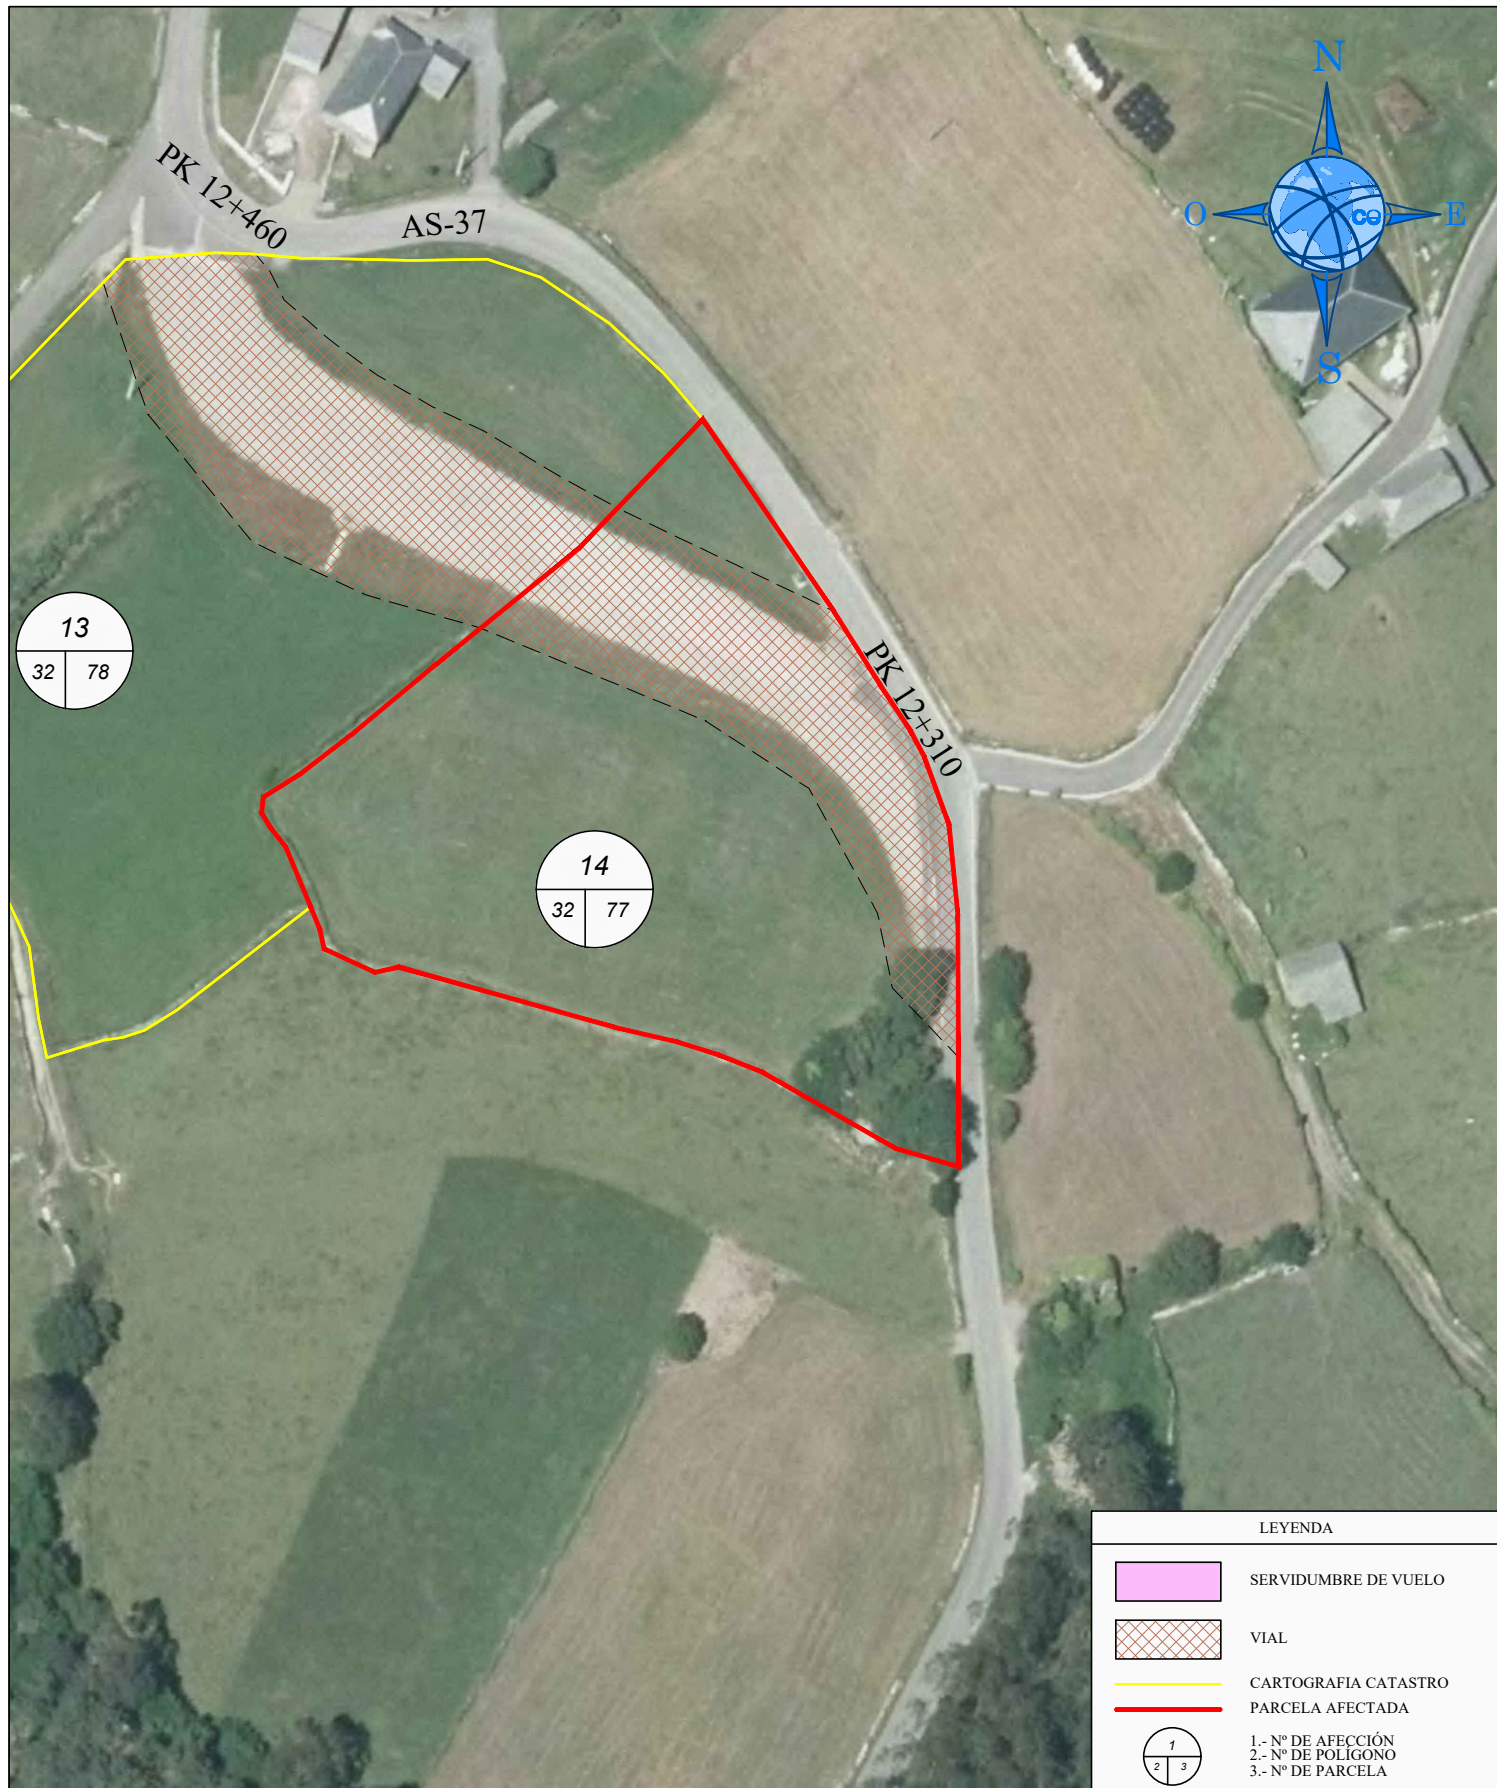 N
O
E
S
PK 12+460
AS-37
PK 12+310
13
32 78
14
32 77
LEYENDA
SERVIDUMBRE DE VUELO
VIAL
CARTOGRAFIA CATASTRO
PARCELA AFECTADA
1
2 3
1.- Nº DE AFECCIÓN
2.- Nº DE POLÍGONO
3.- Nº DE PARCELA